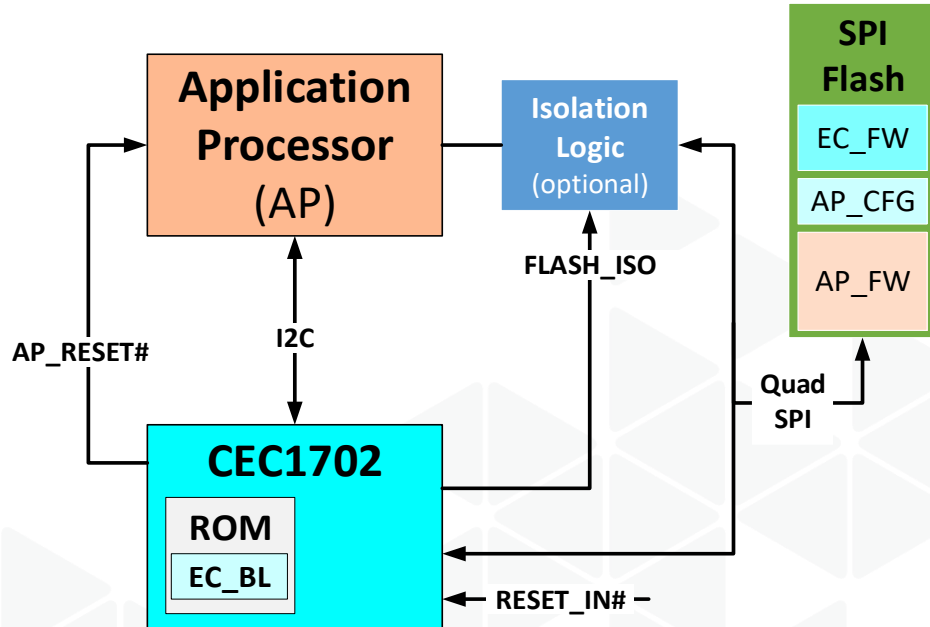 Application
Processor
(AP)
Isolation
Logic
(optional)
SPI
Flash
EC_FW
AP_CFG
AP_FW
FLASH_ISO
AP_RESET#
I2C
Quad
SPI
CEC1702
ROM
EC_BL
RESET_IN#